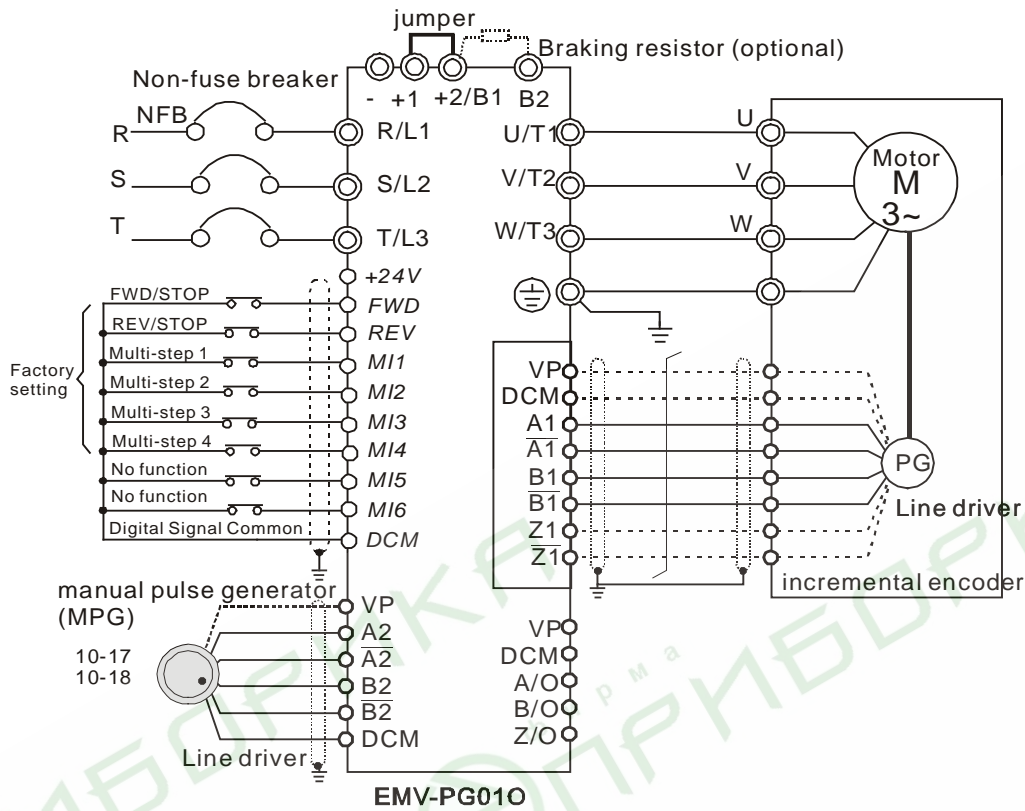 jumper
Braking resistor (optional)
Non-fuse breaker
- +1 +2/B1 B2
NFB
R
R/L1
U/T1
U
S
S/L2
V/T2
V
T
T/L3
W/T3
W
Motor
M
3~
+24V
FWD/STOP
FWD
REV/STOP
REV
Multi-step 1
MI1
Multi-step 2
MI2
Multi-step 3
MI3
Multi-step 4
MI4
No function
MI5
No function
MI6
Digital Signal Common
DCM
Factory
setting
VP
DCM
A1
A1
B1
B1
Z1
Z1
PG
Line driver
incremental encoder
manual pulse generator
(MPG)
10-17
10-18
VP
A2
A2
B2
B2
DCM
Line driver
VP
DCM
A/O
B/O
Z/O
EMV-PG01O